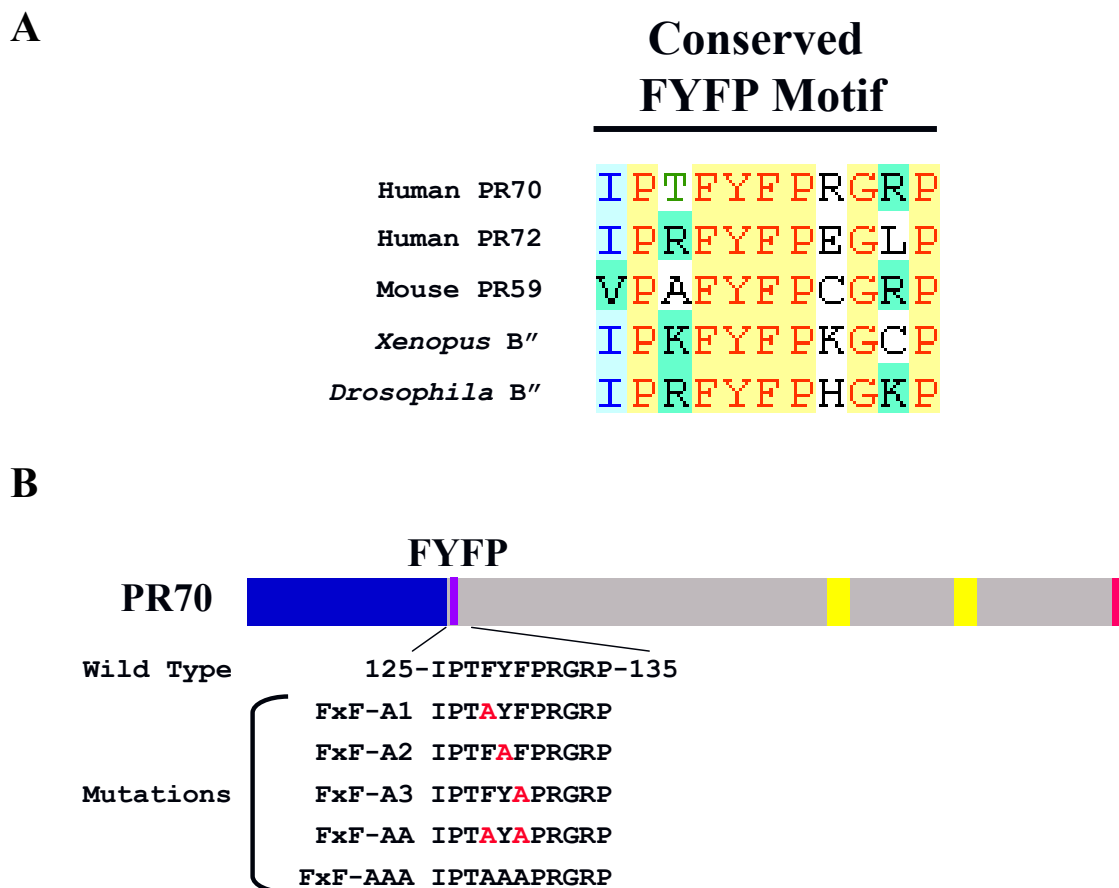 A
Conserved
FYFP Motif
Human PR70 IPTFYFPRGRP
Human PR72 IPRFYFPEGLP
Mouse PR59 VPAFYFPCGRP
Xenopus B″ IPKFYFPKGCP
Drosophila B″ IPRFYFPHGKP
B
FYFP
PR70
Wild Type 125-IPTFYFPRGRP-135
FxF-A1 IPTAYFPRGRP
FxF-A2 IPTFAFPRGRP
Mutations FxF-A3 IPTFYAPRGRP
FxF-AA IPTAYAPRGRP
FxF-AAA IPTAAAPRGRP